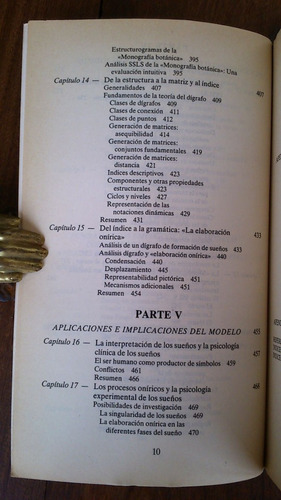 Estructurogramas de la
«Monografía botánica» 395
Análisis SSLS de la «Monografía botánica»: Una
evaluación intuitiva 395
Capítulo 14 — De la estructura a la matriz y al índice 407
Generalidades 407
Fundamentos de la teoría del dígrafo 409
Clases de dígrafos 409
Clases de conexión 411
Clases de puntos 412
Generación de matrices:
asequibilidad 414
Generación de matrices:
conjuntos fundamentales 419
Generación de matrices:
distancia 421
Indices descriptivos 423
Componentes y otras propiedades
estructurales 423
Ciclos y niveles 427
Representación de las
notaciones dinámicas 429
Resumen 431
Capítulo 15 — Del índice a la gramática: «La elaboración
onírica» 433
Análisis de un dígrafo de formación de sueños 433
Análisis dígrafo y «elaboración onírica» 440
Condensación 440
Desplazamiento 445
Representabilidad pictórica 451
Mecanismos adicionales 451
Resumen 454
PARTE V
APLICACIONES E IMPLICACIONES DEL MODELO 455
Capítulo 16 — La interpretación de los sueños y la psicología
clínica de los sueños 457
El ser humano como productor de símbolos 459
Conflictos 461
Resumen 466
Capítulo 17 — Los procesos oníricos y la psicología
experimental de los sueños 469
Posibilidades de investigación 469
La singularidad de los sueños 469
La elaboración onírica en las
diferentes fases del sueño 470
10